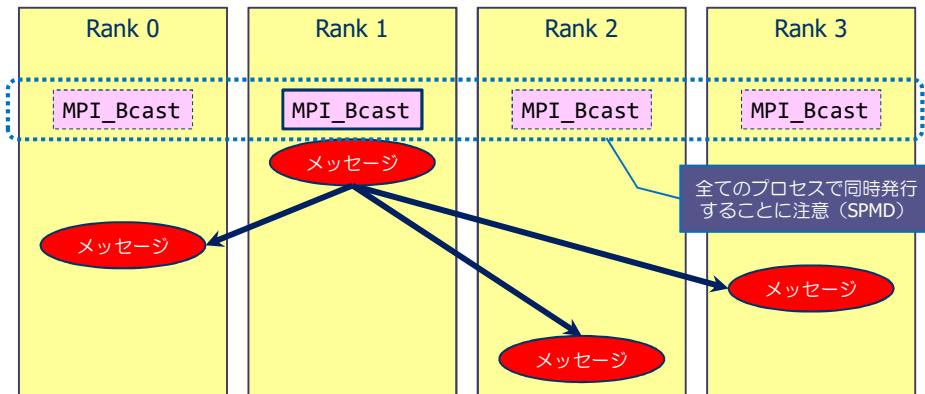 Rank 0
Rank 1
Rank 2
Rank 3
MPI_Bcast
MPI_Bcast
MPI_Bcast
MPI_Bcast
メッセージ
全てのプロセスで同時発行
することに注意（SPMD）
メッセージ
メッセージ
メッセージ